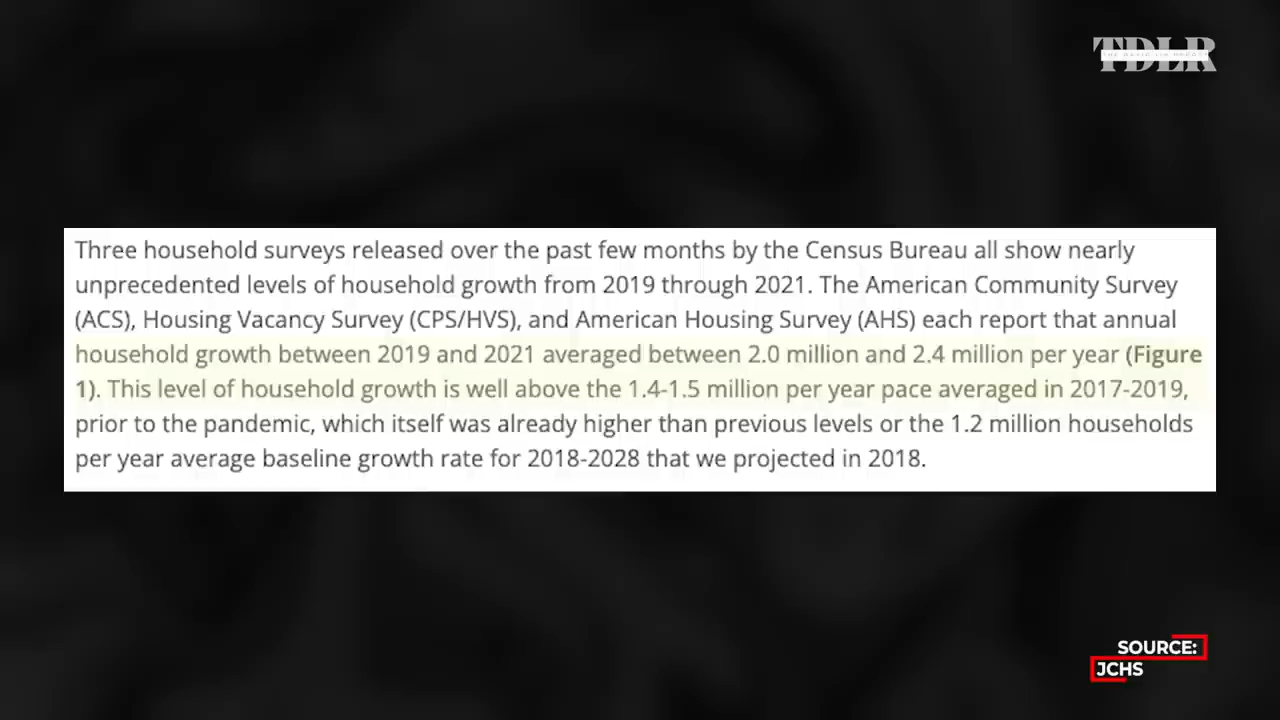 TDLR
Three household surveys released over the past few months by the Census Bureau all show nearly
unprecedented levels of household growth from 2019 through 2021. The American Community Survey
(ACS), Housing Vacancy Survey (CPS/HVS), and American Housing Survey (AHS) each report that annual
household growth between 2019 and 2021 averaged between 2.0 million and 2.4 million per year (Figure
1). This level of household growth is well above the 1.4-1.5 million per year pace averaged in 2017-2019,
prior to the pandemic, which itself was already higher than previous levels or the 1.2 million households
per year average baseline growth rate for 2018-2028 that we projected in 2018.
SOURCE:
JCHS